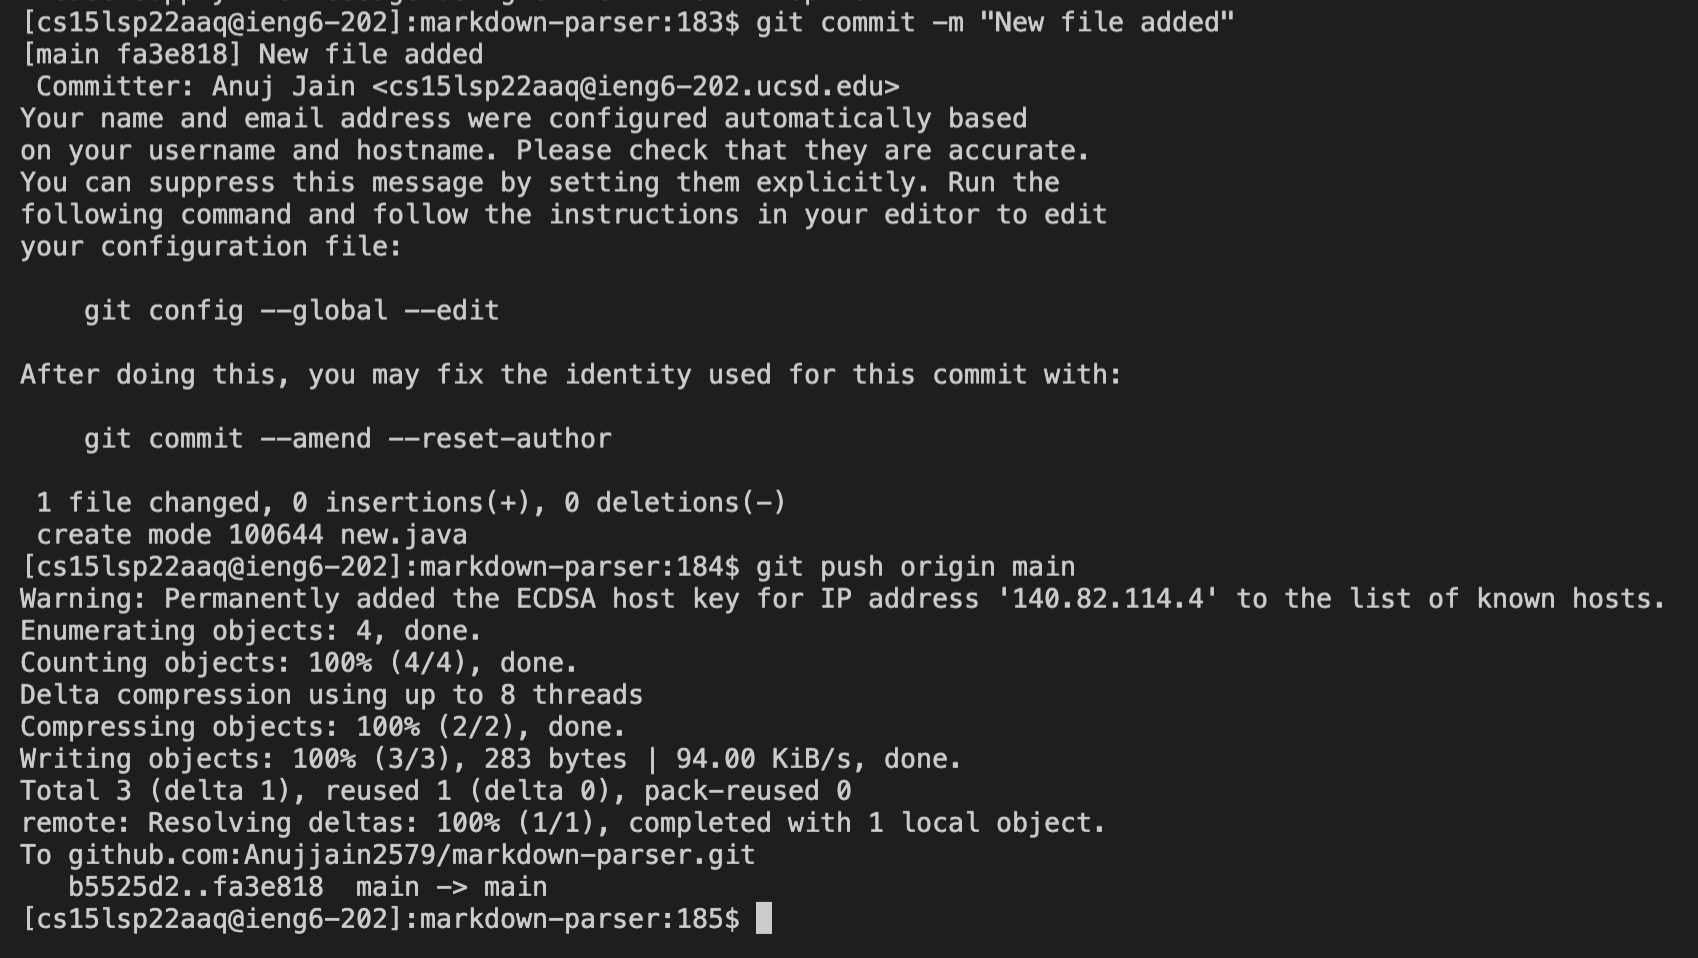 [cs15lsp22aaq@ieng6-202]:markdown-parser:183$ git commit -m "New file added"
[main fa3e818] New file added
 Committer: Anuj Jain <cs15lsp22aaq@ieng6-202.ucsd.edu>
Your name and email address were configured automatically based
on your username and hostname. Please check that they are accurate.
You can suppress this message by setting them explicitly. Run the
following command and follow the instructions in your editor to edit
your configuration file:

    git config --global --edit

After doing this, you may fix the identity used for this commit with:

    git commit --amend --reset-author

 1 file changed, 0 insertions(+), 0 deletions(-)
 create mode 100644 new.java
[cs15lsp22aaq@ieng6-202]:markdown-parser:184$ git push origin main
Warning: Permanently added the ECDSA host key for IP address '140.82.114.4' to the list of known hosts.
Enumerating objects: 4, done.
Counting objects: 100% (4/4), done.
Delta compression using up to 8 threads
Compressing objects: 100% (2/2), done.
Writing objects: 100% (3/3), 283 bytes | 94.00 KiB/s, done.
Total 3 (delta 1), reused 1 (delta 0), pack-reused 0
remote: Resolving deltas: 100% (1/1), completed with 1 local object.
To github.com:Anujjain2579/markdown-parser.git
   b5525d2..fa3e818  main -> main
[cs15lsp22aaq@ieng6-202]:markdown-parser:185$